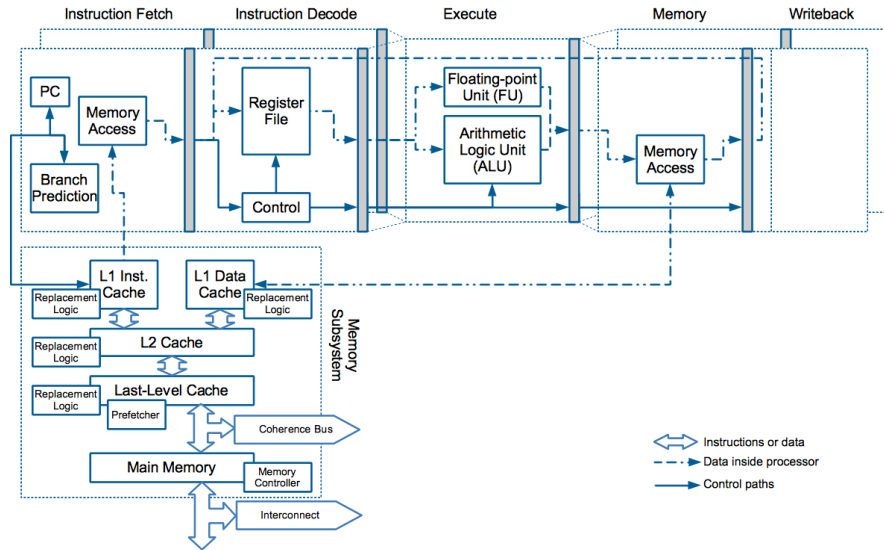 Instruction Fetch
Instruction Decode
Execute
Memory
Writeback
PC
Memory
Access
Branch
Prediction
Register
File
Control
Floating-point
Unit (FU)
Arithmetic
Logic Unit
(ALU)
Memory
Access
L1 Inst.
Cache
Replacement
Logic
L1 Data
Cache
Replacement
Logic
L2 Cache
Replacement
Logic
Last-Level Cache
Replacement
Logic
Prefetcher
Memory
Subsystem
Coherence Bus
Main Memory
Memory
Controller
Interconnect
Instructions or data
Data inside processor
Control paths